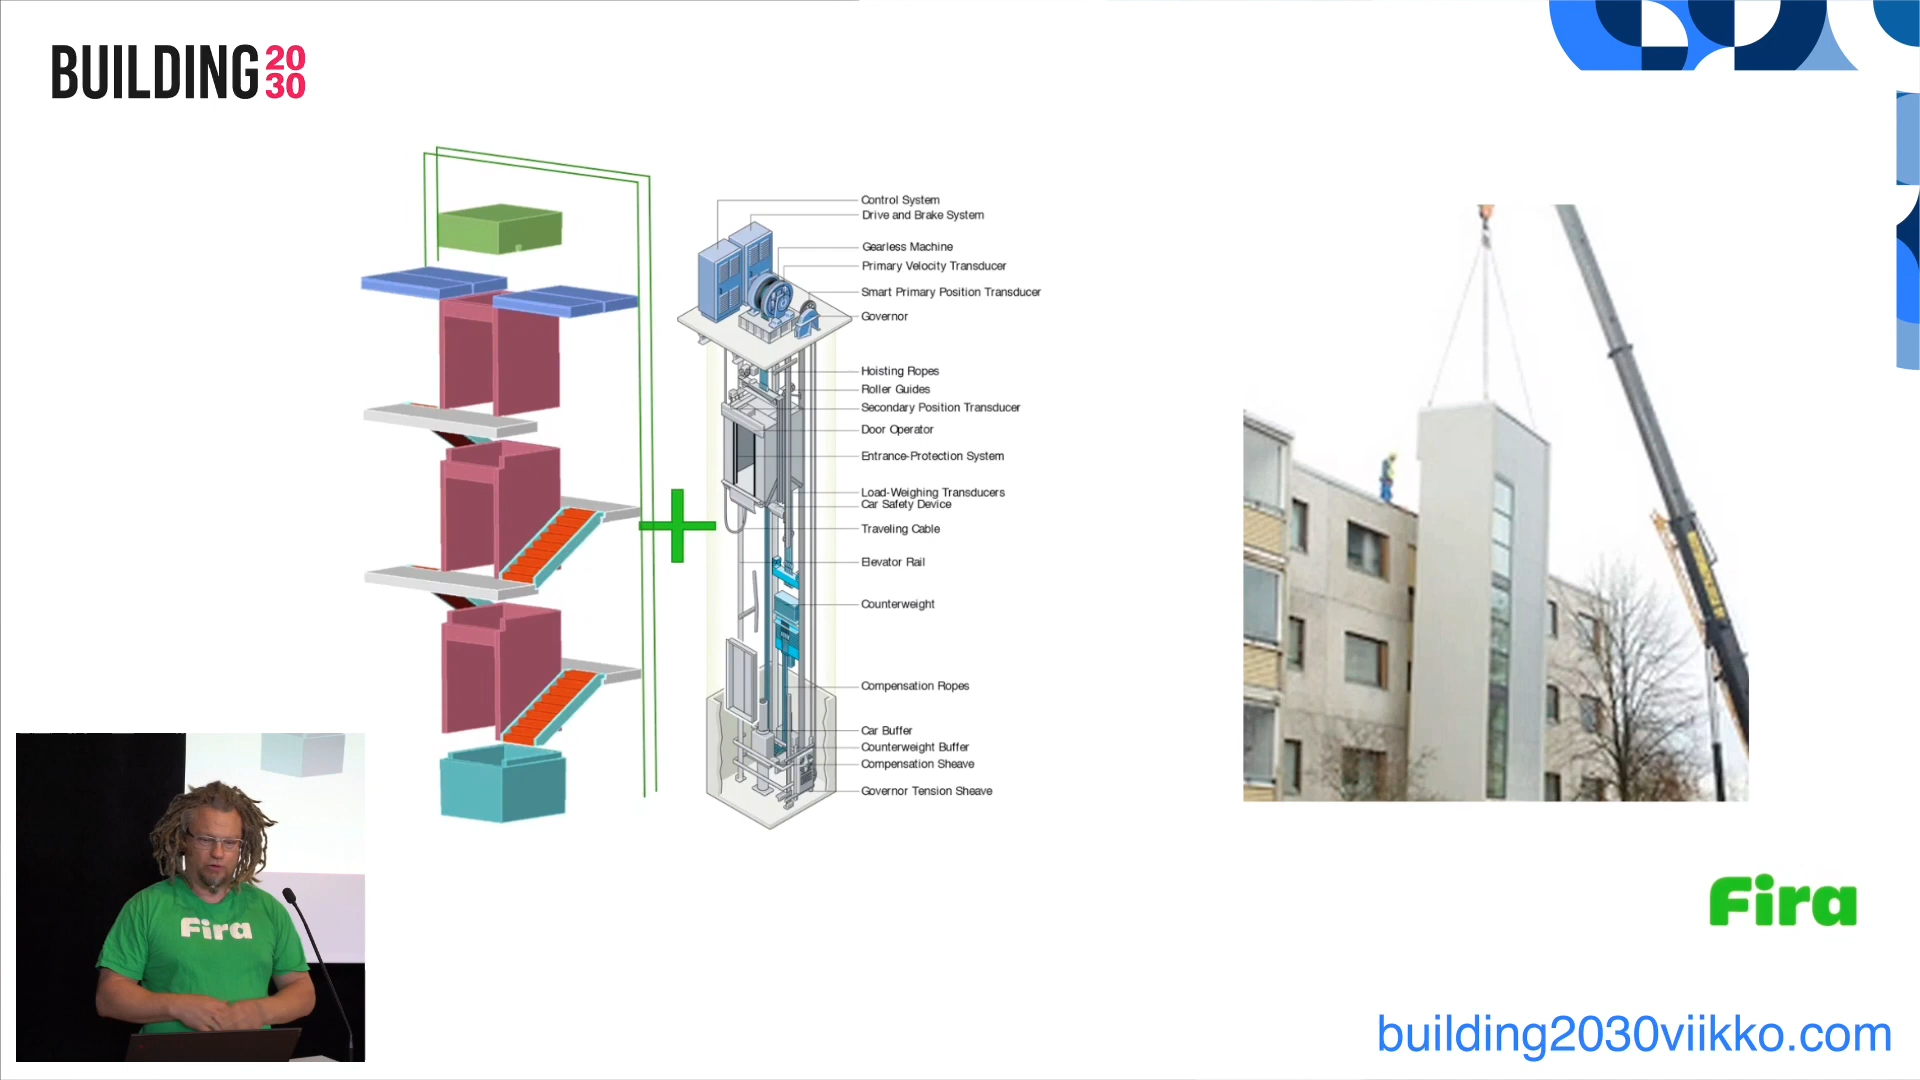 BUILDING 20
30
Control System
Drive and Brake System
Gearless Machine
Primary Velocity Transducer
Smart Primary Position Transducer
Governor
Hoisting Ropes
Roller Guides
Secondary Position Transducer
Door Operator
Entrance-Protection System
Load-Weighing Transducers
Car Safety Device
Traveling Cable
Elevator Rail
Counterweight
Compensation Ropes
Car Buffer
Counterweight Buffer
Compensation Sheave
Governor Tension Sheave
Fira
Fira
building2030viikko.com